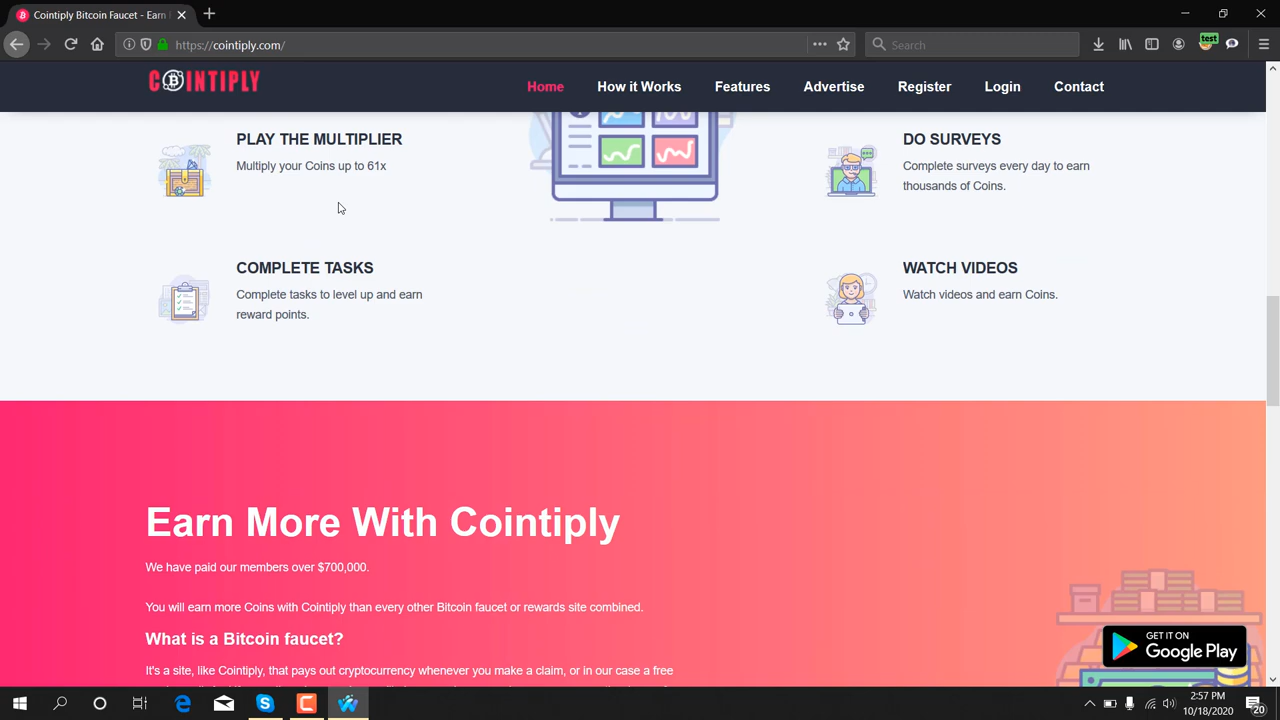 Cointiply Bitcoin Faucet - Earn
https://cointiply.com/
Search
test
COINTIPLY
Home
How it Works
Features
Advertise
Register
Login
Contact
PLAY THE MULTIPLIER
Multiply your Coins up to 61x
COMPLETE TASKS
Complete tasks to level up and earn
reward points.
DO SURVEYS
Complete surveys every day to earn
thousands of Coins.
WATCH VIDEOS
Watch videos and earn Coins.
Earn More With Cointiply
We have paid our members over $700,000.
You will earn more Coins with Cointiply than every other Bitcoin faucet or rewards site combined.
What is a Bitcoin faucet?
It's a site, like Cointiply, that pays out cryptocurrency whenever you make a claim, or in our case a free
GET IT ON
Google Play
2:57 PM
10/18/2020
20